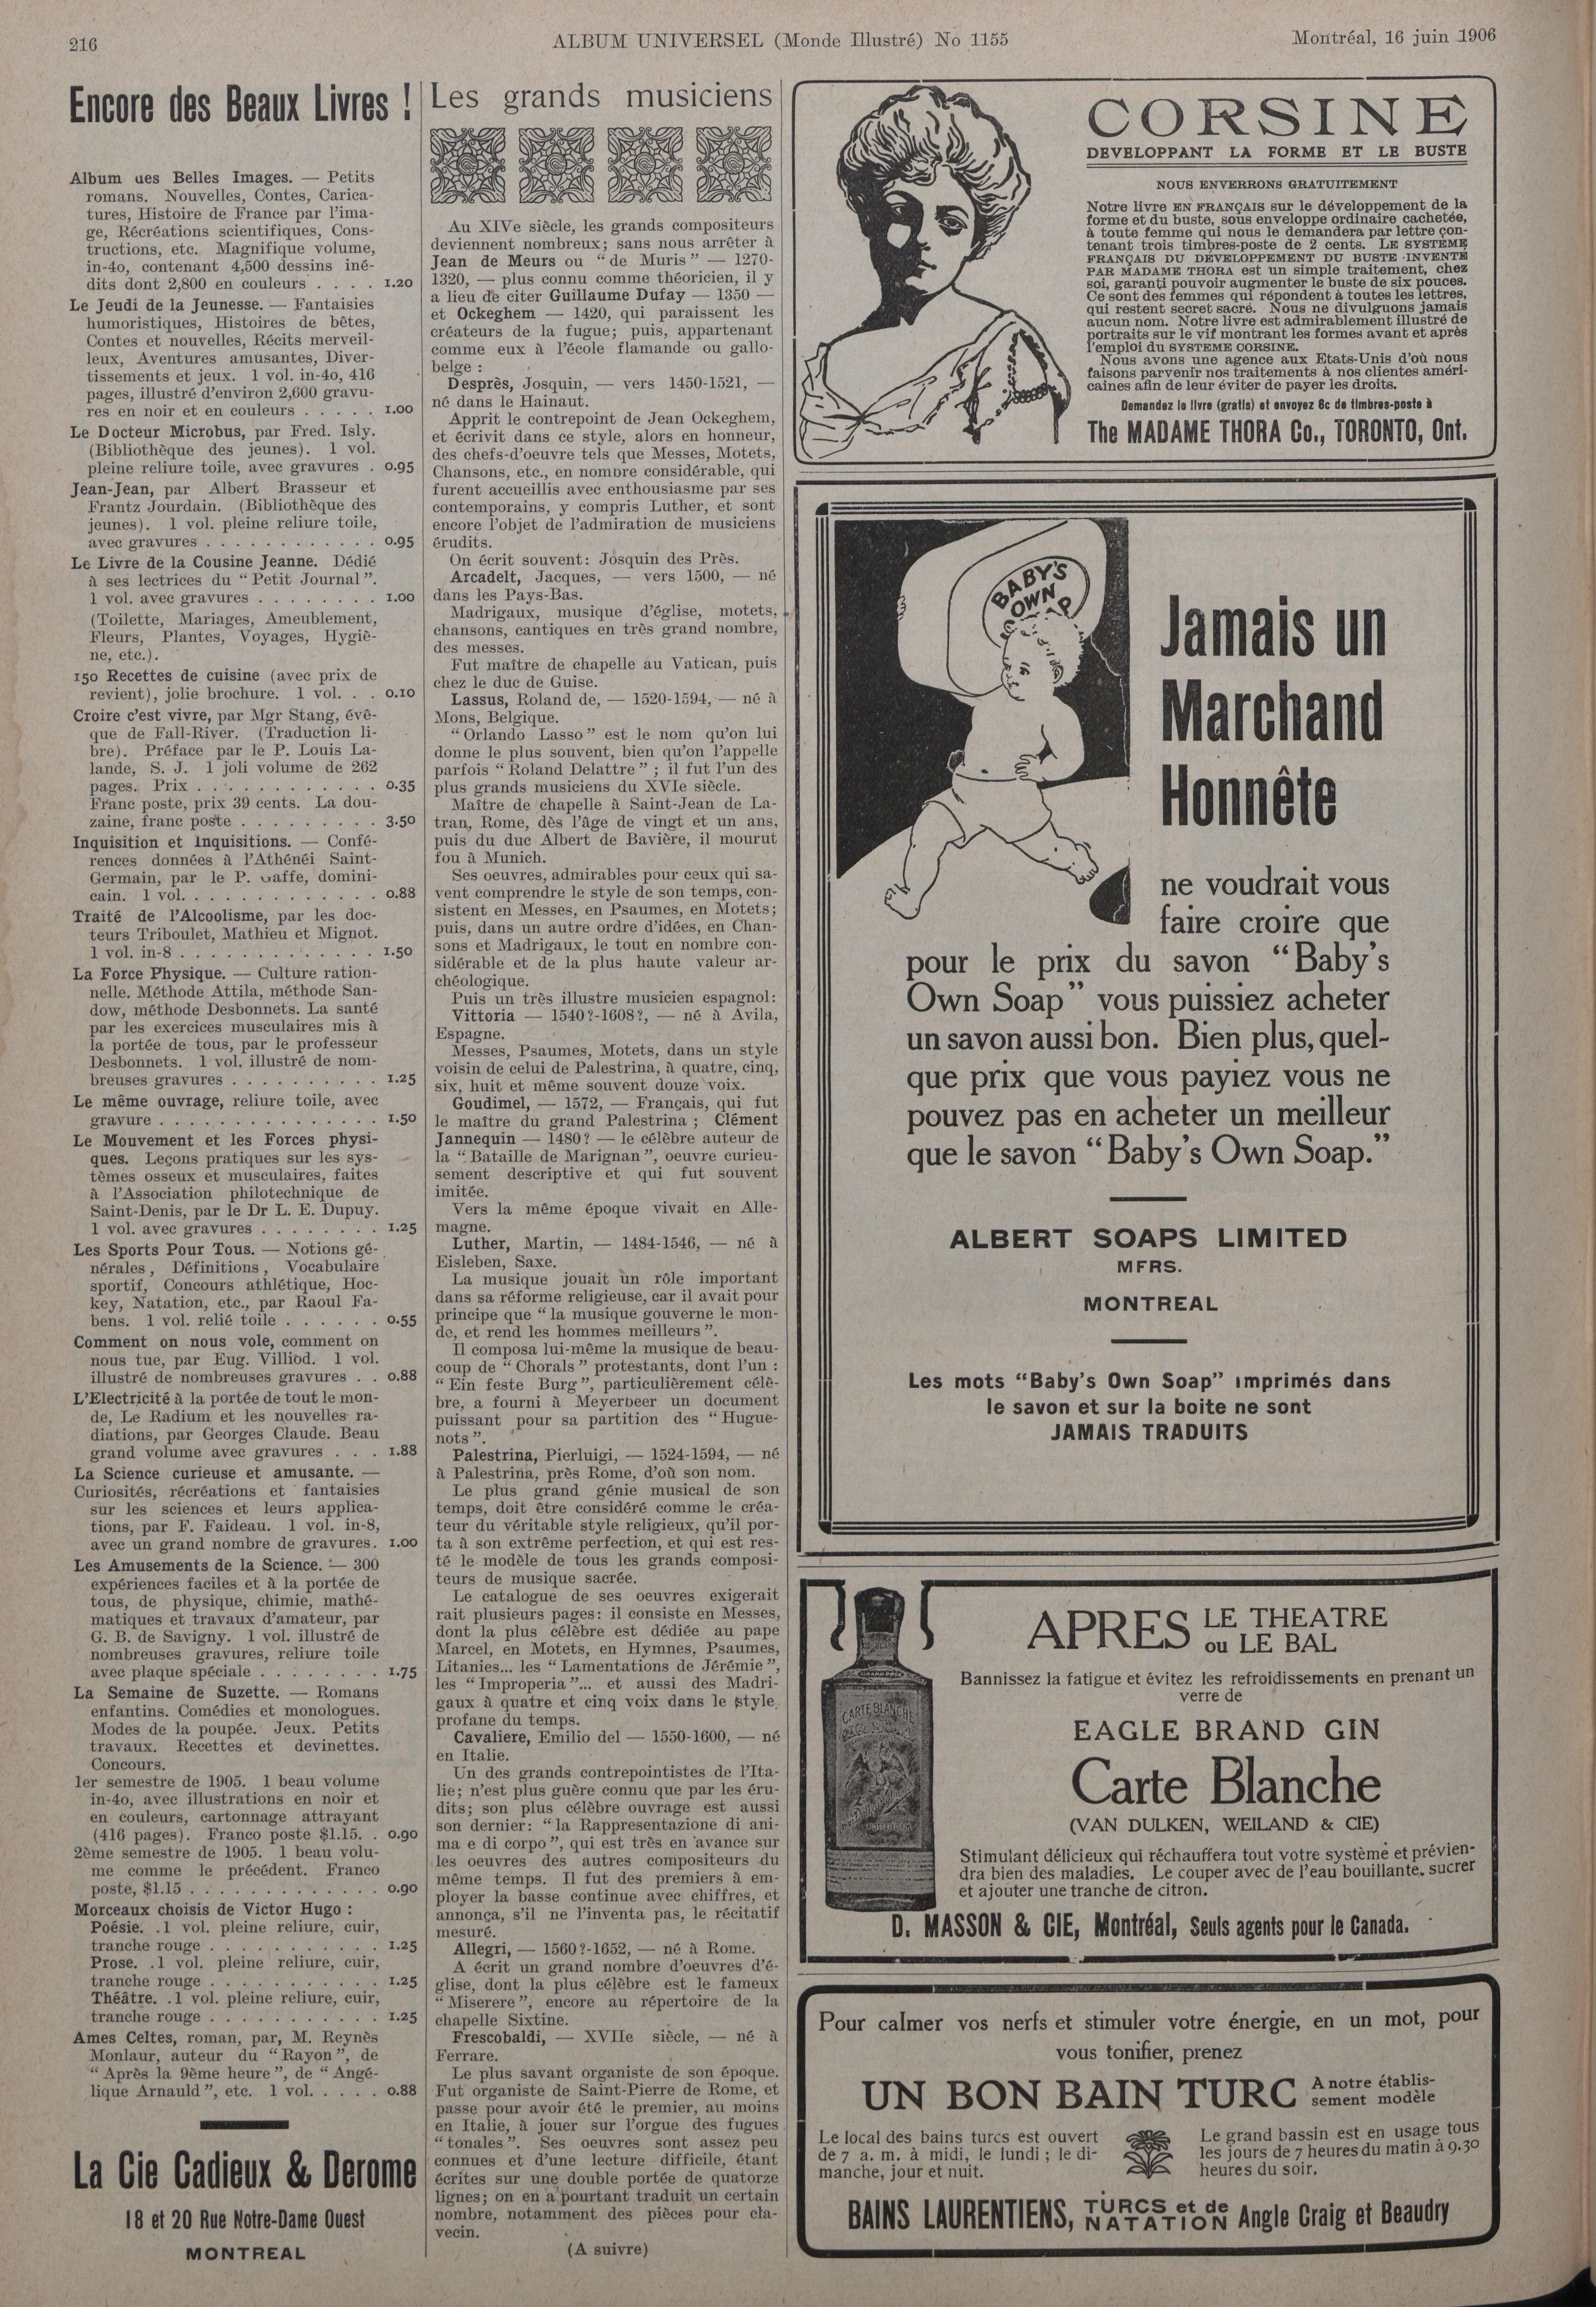 216
ALBUM UNIVERSEL (Monde Illustré) No 1155
Montréal, 16 juin 1906
Encore des Beaux Livres !
Album des Belles Images. — Petits
romans. Nouvelles, Contes, Carica-
tures, Histoire de France par l'ima-
ge, Récréations scientifiques, Cons-
tructions, etc. Magnifique volume,
in-4o, contenant 4,500 dessins iné-
dits dont 2,800 en couleurs . . . . 1.20
Le Jeudi de la Jeunesse. — Fantaisies
humoristiques, Histoires de bêtes,
Contes et nouvelles, Récits merveil-
leux, Aventures amusantes, Diver-
tissements et jeux. 1 vol. in-4o, 416
pages, illustré d'environ 2,600 gravu-
res en noir et en couleurs . . . . . 1.00
Le Docteur Microbus, par Fred. Isly.
(Bibliothèque des jeunes). 1 vol.
pleine reliure toile, avec gravures . 0.95
Jean-Jean, par Albert Brasseur et
Frantz Jourdain. (Bibliothèque des
jeunes). 1 vol. pleine reliure toile,
avec gravures . . . . . . . . . . . . 0.95
Le Livre de la Cousine Jeanne. Dédié
à ses lectrices du " Petit Journal ".
1 vol. avec gravures . . . . . . . . 1.00
(Toilette, Mariages, Ameublement,
Fleurs, Plantes, Voyages, Hygiè-
ne, etc.).
150 Recettes de cuisine (avec prix de
revient), jolie brochure. 1 vol. . . 0.10
Croire c'est vivre, par Mgr Stang, évê-
que de Fall-River. (Traduction li-
bre). Préface par le P. Louis La-
lande, S. J. 1 joli volume de 262
pages. Prix . . . . . . . . . . . . 0.35
Franc poste, prix 39 cents. La dou-
zaine, franc poste . . . . . . . . . 3.50
Inquisition et Inquisitions. — Confé-
rences données à l'Athénéi Saint-
Germain, par le P. Gaffe, domini-
cain. 1 vol. . . . . . . . . . . . . 0.88
Traité de l'Alcoolisme, par les doc-
teurs Triboulet, Mathieu et Mignot.
1 vol. in-8 . . . . . . . . . . . . . 1.50
La Force Physique. — Culture ration-
nelle. Méthode Attila, méthode San-
dow, méthode Desbonnets. La santé
par les exercices musculaires mis à
la portée de tous, par le professeur
Desbonnets. 1 vol. illustré de nom-
breuses gravures . . . . . . . . . . 1.25
Le même ouvrage, reliure toile, avec
gravure . . . . . . . . . . . . . . . 1.50
Le Mouvement et les Forces physi-
ques. Leçons pratiques sur les sys-
tèmes osseux et musculaires, faites
à l'Association philotechnique de
Saint-Denis, par le Dr L. E. Dupuy.
1 vol. avec gravures . . . . . . . . 1.25
Les Sports Pour Tous. — Notions gé-
nérales, Définitions, Vocabulaire
sportif, Concours athlétique, Hoc-
key, Natation, etc., par Raoul Fa-
bens. 1 vol. relié toile . . . . . . 0.55
Comment on nous vole, comment on
nous tue, par Eug. Villiod. 1 vol.
illustré de nombreuses gravures . . 0.88
L'Electricité à la portée de tout le mon-
de, Le Radium et les nouvelles ra-
diations, par Georges Claude. Beau
grand volume avec gravures . . . 1.88
La Science curieuse et amusante. —
Curiosités, récréations et fantaisies
sur les sciences et leurs applica-
tions, par F. Faideau. 1 vol. in-8,
avec un grand nombre de gravures. 1.00
Les Amusements de la Science. — 300
expériences faciles et à la portée de
tous, de physique, chimie, mathé-
matiques et travaux d'amateur, par
G. B. de Savigny. 1 vol. illustré de
nombreuses gravures, reliure toile
avec plaque spéciale . . . . . . . . 1.75
La Semaine de Suzette. — Romans
enfantins. Comédies et monologues.
Modes de la poupée. Jeux. Petits
travaux. Recettes et devinettes.
Concours.
1er semestre de 1905. 1 beau volume
in-4o, avec illustrations en noir et
en couleurs, cartonnage attrayant
(416 pages). Franco poste $1.15. . 0.90
2ème semestre de 1905. 1 beau volu-
me comme le précédent. Franco
poste, $1.15 . . . . . . . . . . . . . 0.90
Morceaux choisis de Victor Hugo :
Poésie. .1 vol. pleine reliure, cuir,
tranche rouge . . . . . . . . . . . 1.25
Prose. .1 vol. pleine reliure, cuir,
tranche rouge . . . . . . . . . . . 1.25
Théâtre. .1 vol. pleine reliure, cuir,
tranche rouge . . . . . . . . . . . 1.25
Ames Celtes, roman, par, M. Reynès
Monlaur, auteur du " Rayon ", de
" Après la 9ème heure ", de " Angé-
lique Arnauld ", etc. 1 vol. . . . . 0.88
La Cie Cadieux & Derome
18 et 20 Rue Notre-Dame Ouest
MONTREAL
Les grands musiciens
Au XIVe siècle, les grands compositeurs
deviennent nombreux; sans nous arrêter à
Jean de Meurs ou " de Muris " — 1270-
1320, — plus connu comme théoricien, il y
a lieu de citer Guillaume Dufay — 1350 —
et Ockeghem — 1420, qui paraissent les
créateurs de la fugue; puis, appartenant
comme eux à l'école flamande ou gallo-
belge :
Desprès, Josquin, — vers 1450-1521, —
né dans le Hainaut.
Apprit le contrepoint de Jean Ockeghem,
et écrivit dans ce style, alors en honneur,
des chefs-d'oeuvre tels que Messes, Motets,
Chansons, etc., en nombre considérable, qui
furent accueillis avec enthousiasme par ses
contemporains, y compris Luther, et sont
encore l'objet de l'admiration de musiciens
érudits.
On écrit souvent: Josquin des Près.
Arcadelt, Jacques, — vers 1500, — né
dans les Pays-Bas.
Madrigaux, musique d'église, motets,
chansons, cantiques en très grand nombre,
des messes.
Fut maître de chapelle au Vatican, puis
chez le duc de Guise.
Lassus, Roland de, — 1520-1594, — né à
Mons, Belgique.
" Orlando Lasso " est le nom qu'on lui
donne le plus souvent, bien qu'on l'appelle
parfois " Roland Delattre " ; il fut l'un des
plus grands musiciens du XVIe siècle.
Maître de chapelle à Saint-Jean de La-
tran, Rome, dès l'âge de vingt et un ans,
puis du duc Albert de Bavière, il mourut
fou à Munich.
Ses oeuvres, admirables pour ceux qui sa-
vent comprendre le style de son temps, con-
sistent en Messes, en Psaumes, en Motets;
puis, dans un autre ordre d'idées, en Chan-
sons et Madrigaux, le tout en nombre con-
sidérable et de la plus haute valeur ar-
chéologique.
Puis un très illustre musicien espagnol:
Vittoria — 1540?-1608?, — né à Avila,
Espagne.
Messes, Psaumes, Motets, dans un style
voisin de celui de Palestrina, à quatre, cinq,
six, huit et même souvent douze voix.
Goudimel, — 1572, — Français, qui fut
le maître du grand Palestrina ; Clément
Jannequin — 1480? — le célèbre auteur de
la " Bataille de Marignan ", oeuvre curieu-
sement descriptive et qui fut souvent
imitée.
Vers la même époque vivait en Alle-
magne.
Luther, Martin, — 1484-1546, — né à
Eisleben, Saxe.
La musique jouait un rôle important
dans sa réforme religieuse, car il avait pour
principe que " la musique gouverne le mon-
de, et rend les hommes meilleurs ".
Il composa lui-même la musique de beau-
coup de " Chorals " protestants, dont l'un :
" Ein feste Burg ", particulièrement célè-
bre, a fourni à Meyerbeer un document
puissant pour sa partition des " Hugue-
nots ".
Palestrina, Pierluigi, — 1524-1594, — né
à Palestrina, près Rome, d'où son nom.
Le plus grand génie musical de son
temps, doit être considéré comme le créa-
teur du véritable style religieux, qu'il por-
ta à son extrême perfection, et qui est res-
té le modèle de tous les grands composi-
teurs de musique sacrée.
Le catalogue de ses oeuvres exigerait
rait plusieurs pages: il consiste en Messes,
dont la plus célèbre est dédiée au pape
Marcel, en Motets, en Hymnes, Psaumes,
Litanies... les " Lamentations de Jérémie ",
les " Improperia "... et aussi des Madri-
gaux à quatre et cinq voix dans le style
profane du temps.
Cavaliere, Emilio del — 1550-1600, — né
en Italie.
Un des grands contrepointistes de l'Ita-
lie; n'est plus guère connu que par les éru-
dits; son plus célèbre ouvrage est aussi
son dernier: " la Rappresentazione di ani-
ma e di corpo ", qui est très en avance sur
les oeuvres des autres compositeurs du
même temps. Il fut des premiers à em-
ployer la basse continue avec chiffres, et
annonça, s'il ne l'inventa pas, le récitatif
mesuré.
Allegri, — 1560?-1652, — né à Rome.
A écrit un grand nombre d'oeuvres d'é-
glise, dont la plus célèbre est le fameux
" Miserere ", encore au répertoire de la
chapelle Sixtine.
Frescobaldi, — XVIIe siècle, — né à
Ferrare.
Le plus savant organiste de son époque.
Fut organiste de Saint-Pierre de Rome, et
passe pour avoir été le premier, au moins
en Italie, à jouer sur l'orgue des fugues
" tonales ". Ses oeuvres sont assez peu
connues et d'une lecture difficile, étant
écrites sur une double portée de quatorze
lignes; on en a pourtant traduit un certain
nombre, notamment des pièces pour cla-
vecin.
(A suivre)
CORSINE
DEVELOPPANT LA FORME ET LE BUSTE
NOUS ENVERRONS GRATUITEMENT
Notre livre EN FRANÇAIS sur le développement de la
forme et du buste, sous enveloppe ordinaire cachetée,
à toute femme qui nous le demandera par lettre con-
tenant trois timbres-poste de 2 cents. LE SYSTEME
FRANÇAIS DU DÉVELOPPEMENT DU BUSTE INVENTE
PAR MADAME THORA est un simple traitement, chez
soi, garanti pouvoir augmenter le buste de six pouces.
Ce sont des femmes qui répondent à toutes les lettres,
qui restent secret sacré. Nous ne divulguons jamais
aucun nom. Notre livre est admirablement illustré de
portraits sur le vif montrant les formes avant et après
l'emploi du SYSTEME CORSINE.
Nous avons une agence aux Etats-Unis d'où nous
faisons parvenir nos traitements à nos clientes améri-
caines afin de leur éviter de payer les droits.
Demandez le livre (gratis) et envoyez 6c de timbres-poste à
The MADAME THORA Co., TORONTO, Ont.
BABY'S
OWN
Jamais un
Marchand
Honnête
ne voudrait vous
faire croire que
pour le prix du savon "Baby's
Own Soap" vous puissiez acheter
un savon aussi bon. Bien plus, quel-
que prix que vous payiez vous ne
pouvez pas en acheter un meilleur
que le savon "Baby's Own Soap."
ALBERT SOAPS LIMITED
MFRS.
MONTREAL
Les mots "Baby's Own Soap" imprimés dans
le savon et sur la boite ne sont
JAMAIS TRADUITS
CARTE BLANCHE
APRES LE THEATRE
ou LE BAL
Bannissez la fatigue et évitez les refroidissements en prenant un
verre de
EAGLE BRAND GIN
Carte Blanche
(VAN DULKEN, WEILAND & CIE)
Stimulant délicieux qui réchauffera tout votre système et prévien-
dra bien des maladies. Le couper avec de l'eau bouillante, sucrer
et ajouter une tranche de citron.
D. MASSON & CIE, Montréal, Seuls agents pour le Canada.
Pour calmer vos nerfs et stimuler votre énergie, en un mot, pour
vous tonifier, prenez
UN BON BAIN TURC A notre établis-
sement modèle
Le local des bains turcs est ouvert
de 7 a. m. à midi, le lundi ; le di-
manche, jour et nuit.
Le grand bassin est en usage tous
les jours de 7 heures du matin à 9.30
heures du soir.
BAINS LAURENTIENS, TURCS et de NATATION Angle Craig et Beaudry